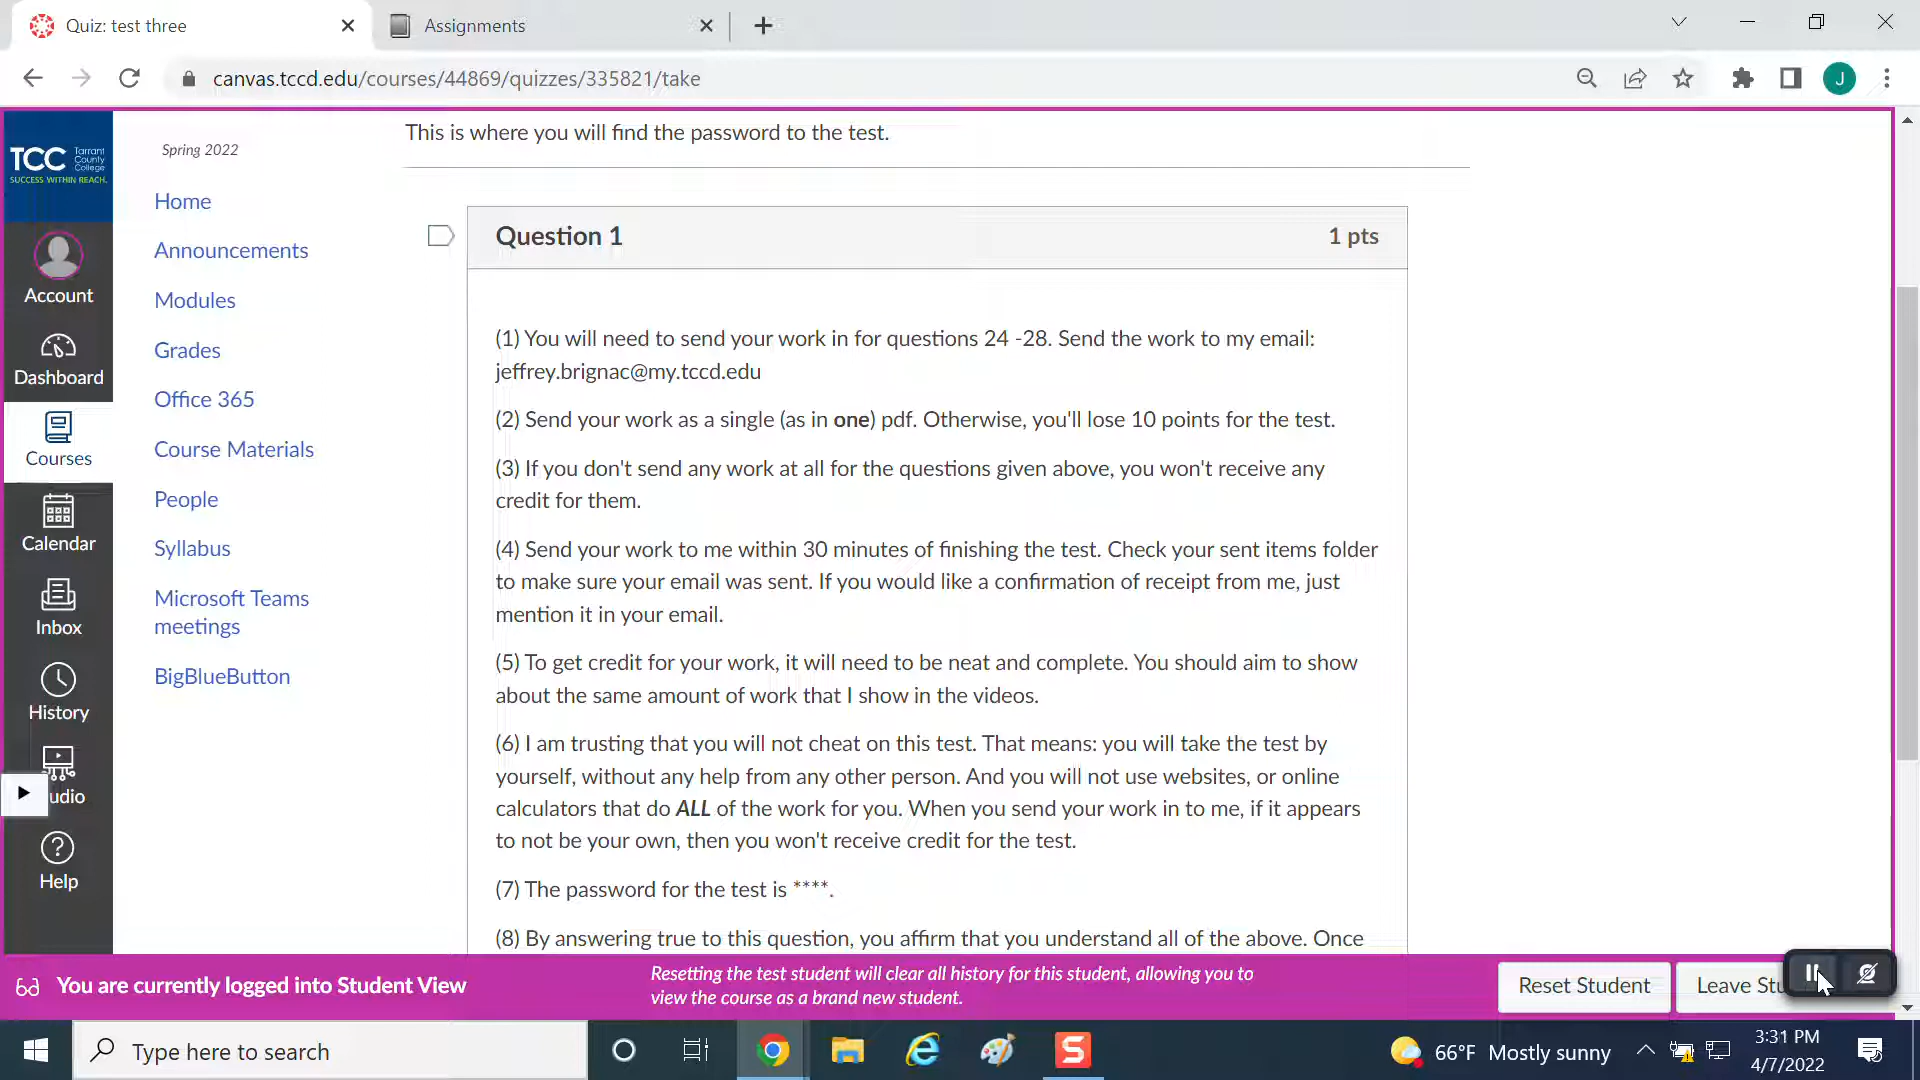 Quiz: test three
Assignments
canvas.tccd.edu/courses/44869/quizzes/335821/take
J
TCC Tarrant County College
SUCCESS WITHIN REACH.
Account
Dashboard
Courses
Calendar
Inbox
History
udio
Help
Spring 2022
Home
Announcements
Modules
Grades
Office 365
Course Materials
People
Syllabus
Microsoft Teams
meetings
BigBlueButton
This is where you will find the password to the test.
Question 1
1 pts
(1) You will need to send your work in for questions 24 -28. Send the work to my email:
jeffrey.brignac@my.tccd.edu
(2) Send your work as a single (as in one) pdf. Otherwise, you'll lose 10 points for the test.
(3) If you don't send any work at all for the questions given above, you won't receive any
credit for them.
(4) Send your work to me within 30 minutes of finishing the test. Check your sent items folder
to make sure your email was sent. If you would like a confirmation of receipt from me, just
mention it in your email.
(5) To get credit for your work, it will need to be neat and complete. You should aim to show
about the same amount of work that I show in the videos.
(6) I am trusting that you will not cheat on this test. That means: you will take the test by
yourself, without any help from any other person. And you will not use websites, or online
calculators that do ALL of the work for you. When you send your work in to me, if it appears
to not be your own, then you won't receive credit for the test.
(7) The password for the test is ****.
(8) By answering true to this question, you affirm that you understand all of the above. Once
You are currently logged into Student View
Resetting the test student will clear all history for this student, allowing you to
view the course as a brand new student.
Reset Student
Leave Stu
Type here to search
66°F Mostly sunny
3:31 PM
4/7/2022